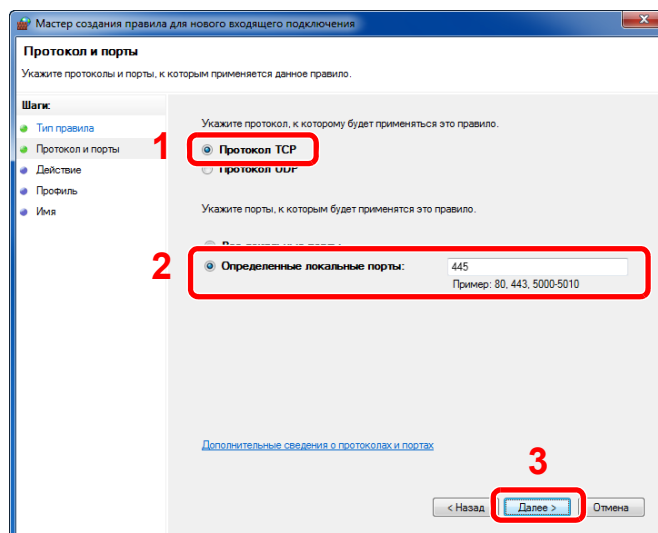 Мастер создания правила для нового входящего подключения
Протокол и порты
Укажите протоколы и порты, к которым применяется данное правило.
Шаги:
Тип правила
Протокол и порты
Действие
Профиль
Имя
Укажите протокол, к которому будет применяться это правило.
1
Протокол TCP
Протокол UDP
Укажите порты, к которым будет применятся это правило.
2
Определенные локальные порты:
445
Пример: 80, 443, 5000-5010
Дополнительные сведения о протоколах и портах
3
< Назад
Далее >
Отмена